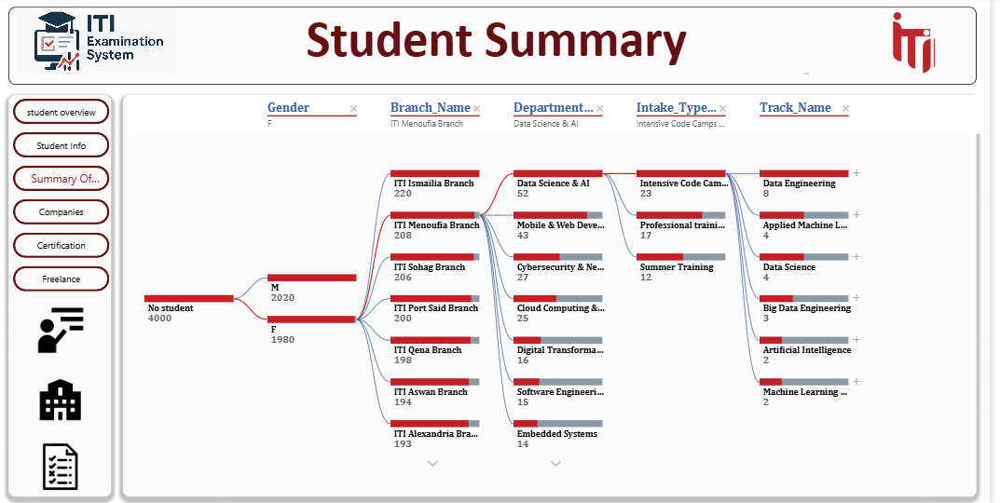 ITI
Examination
System
Student Summary
iTi
student overview
Student Info
Summary Of...
Companies
Certification
Freelance
Gender
F
Branch_Name
ITI Menoufia Branch
Department...
Data Science & AI
Intake_Type...
Intensive Code Camps ...
Track_Name
No student
4000
M
2020
F
1980
ITI Ismailia Branch
220
ITI Menoufia Branch
208
ITI Sohag Branch
206
ITI Port Said Branch
200
ITI Qena Branch
198
ITI Aswan Branch
194
ITI Alexandria Bra...
193
Data Science & AI
52
Mobile & Web Deve...
43
Cybersecurity & Ne...
27
Cloud Computing &...
25
Digital Transforma...
16
Software Engineeri...
15
Embedded Systems
14
Intensive Code Cam...
23
Professional traini...
17
Summer Training
12
Data Engineering
8
Applied Machine L...
4
Data Science
4
Big Data Engineering
3
Artificial Intelligence
2
Machine Learning ...
2